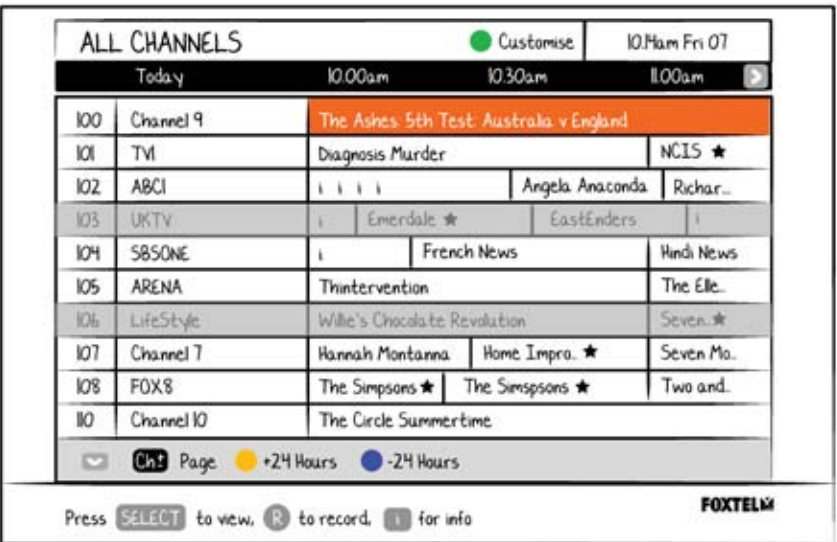 ALL CHANNELS Customise 10.14am Fri 07
Today 10.00am 10.30am 11.00am
100 Channel 9 The Ashes: 5th Test: Australia v England
101 TV1 Diagnosis Murder NCIS ★
102 ABC1 i i i i Angela Anaconda Richar...
103 UKTV i Emerdale ★ EastEnders i
104 SBSONE i French News Hindi News
105 ARENA Thintervention The Elle..
106 LifeStyle Willie's Chocolate Revolution Seven..★
107 Channel 7 Hannah Montanna Home Impro.. ★ Seven Mo..
108 FOX8 The Simpsons ★ The Simspsons ★ Two and..
110 Channel 10 The Circle Summertime
Ch↕ Page +24 Hours -24 Hours
Press SELECT to view, R to record, i for info
FOXTEL